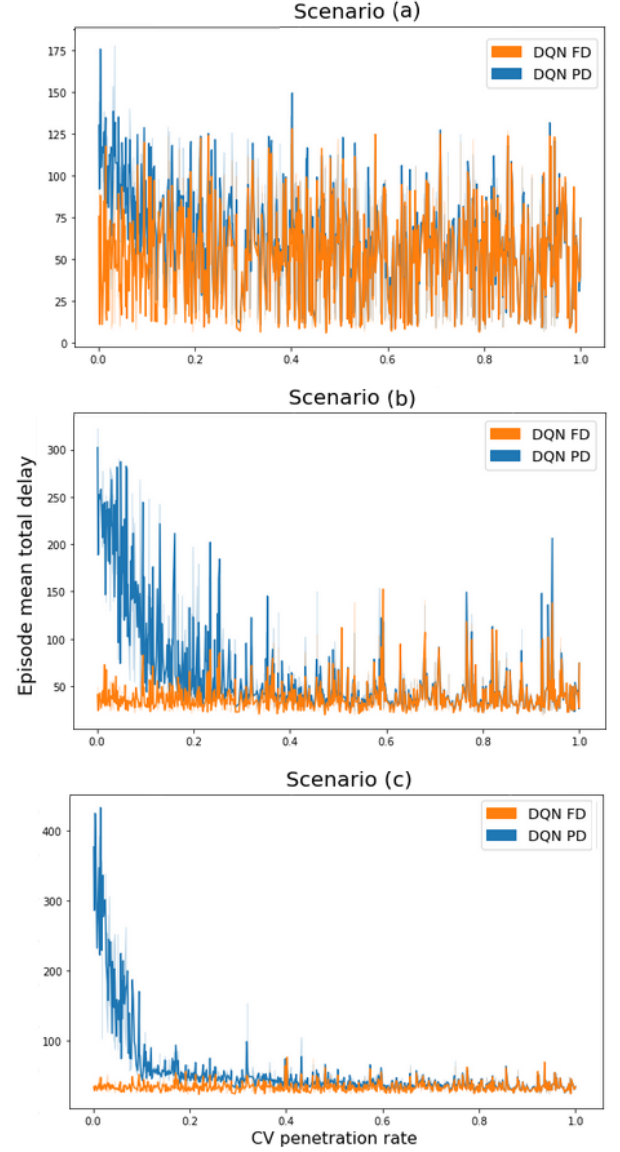 Scenario (a)
DQN FD
DQN PD
175
150
125
100
75
50
25
0
0.0 0.2 0.4 0.6 0.8 1.0
Scenario (b)
DQN FD
DQN PD
Episode mean total delay
300
250
200
150
100
50
0.0 0.2 0.4 0.6 0.8 1.0
Scenario (c)
DQN FD
DQN PD
400
300
200
100
0.0 0.2 0.4 0.6 0.8 1.0
CV penetration rate